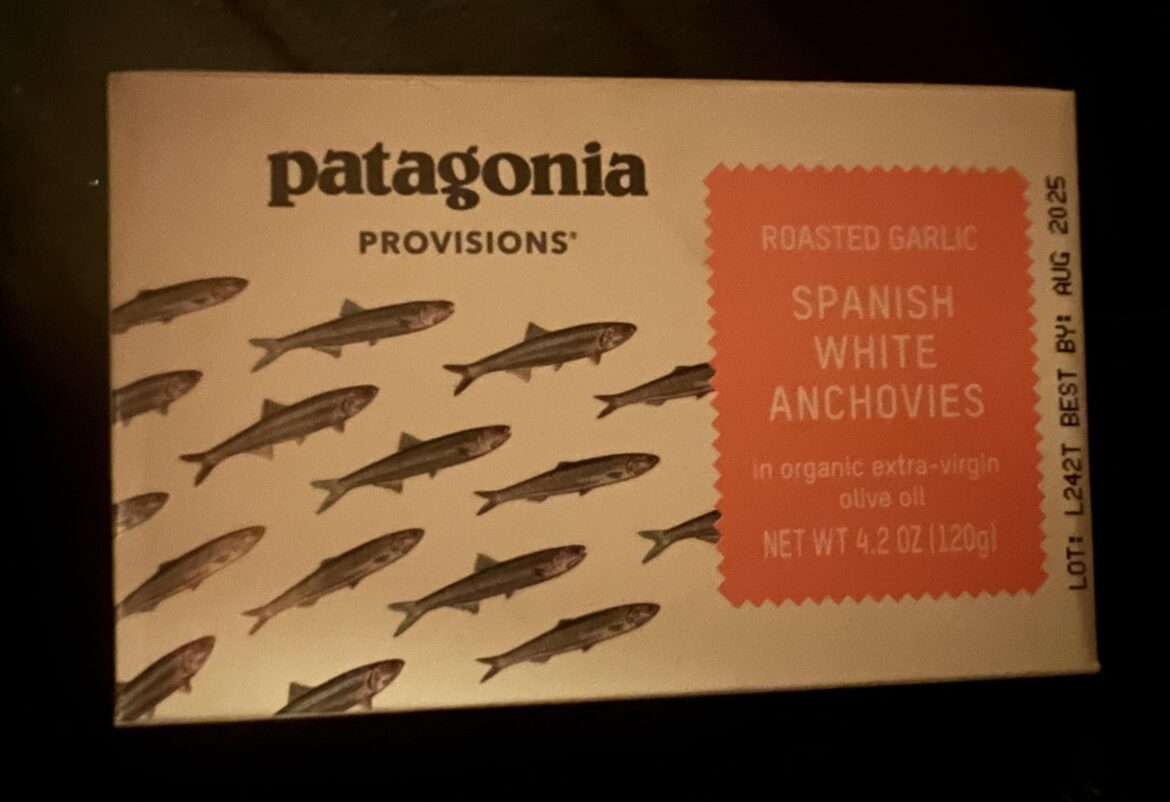 patagonia
PROVISIONS®
ROASTED GARLIC
SPANISH
WHITE
ANCHOVIES
in organic extra-virgin
olive oil
NET WT 4.2 OZ (120g)
LOT: L242T BEST BY: AUG 2025